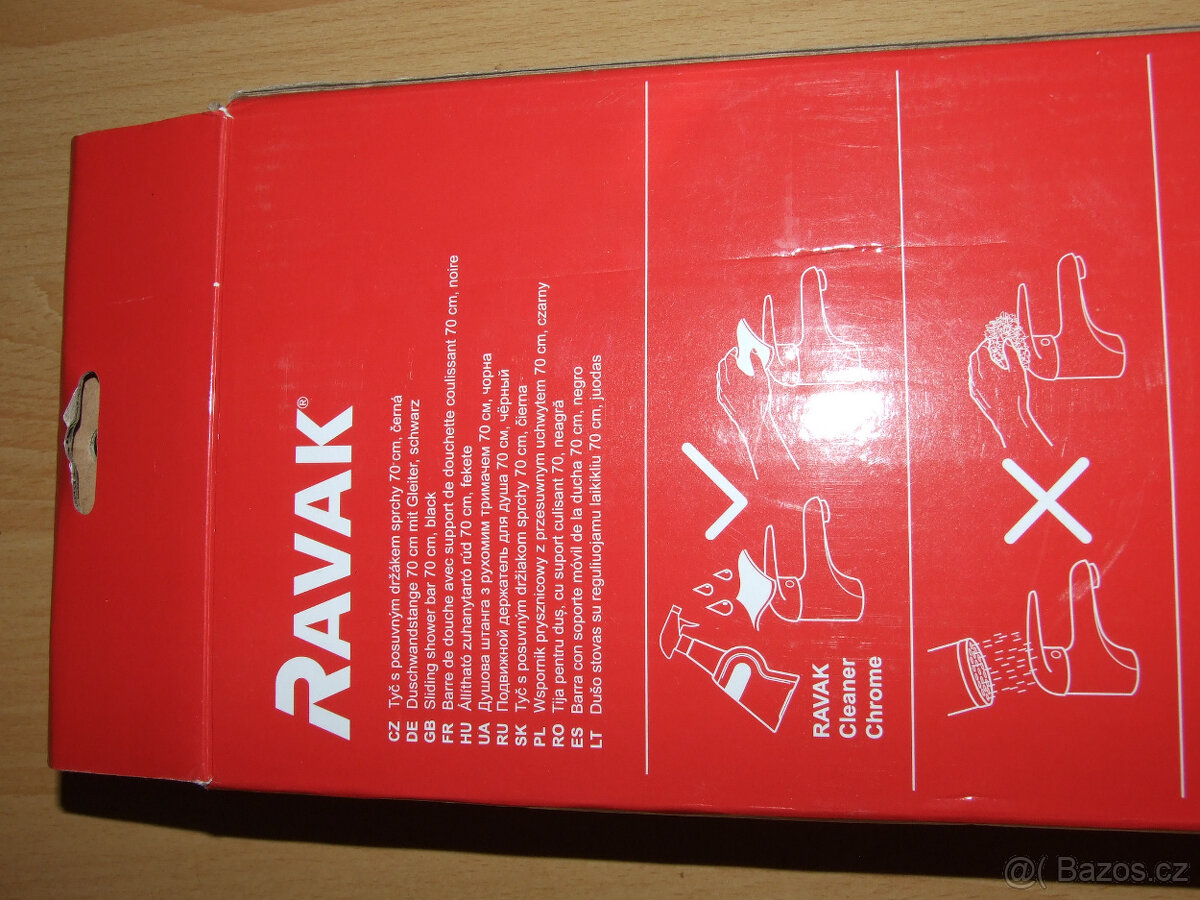 RAVAK®
CZ Tyč s posuvným držákem sprchy 70 cm, černá
DE Duschwandstange 70 cm mit Gleiter, schwarz
GB Sliding shower bar 70 cm, black
FR Barre de douche avec support de douchette coulissant 70 cm, noire
HU Állítható zuhanytartó rúd 70 cm, fekete
UA Душова штанга з рухомим тримачем 70 см, чорна
RU Подвижной держатель для душа 70 см, чёрный
SK Tyč s posuvným držiakom sprchy 70 cm, čierna
PL Wspornik prysznicowy z przesuwnym uchwytem 70 cm, czarny
RO Tija pentru duș, cu suport culisant 70, neagră
ES Barra con soporte móvil de la ducha 70 cm, negro
LT Dušo stovas su reguliuojamu laikikliu 70 cm, juodas
RAVAK
Cleaner
Chrome
@( Bazos.cz